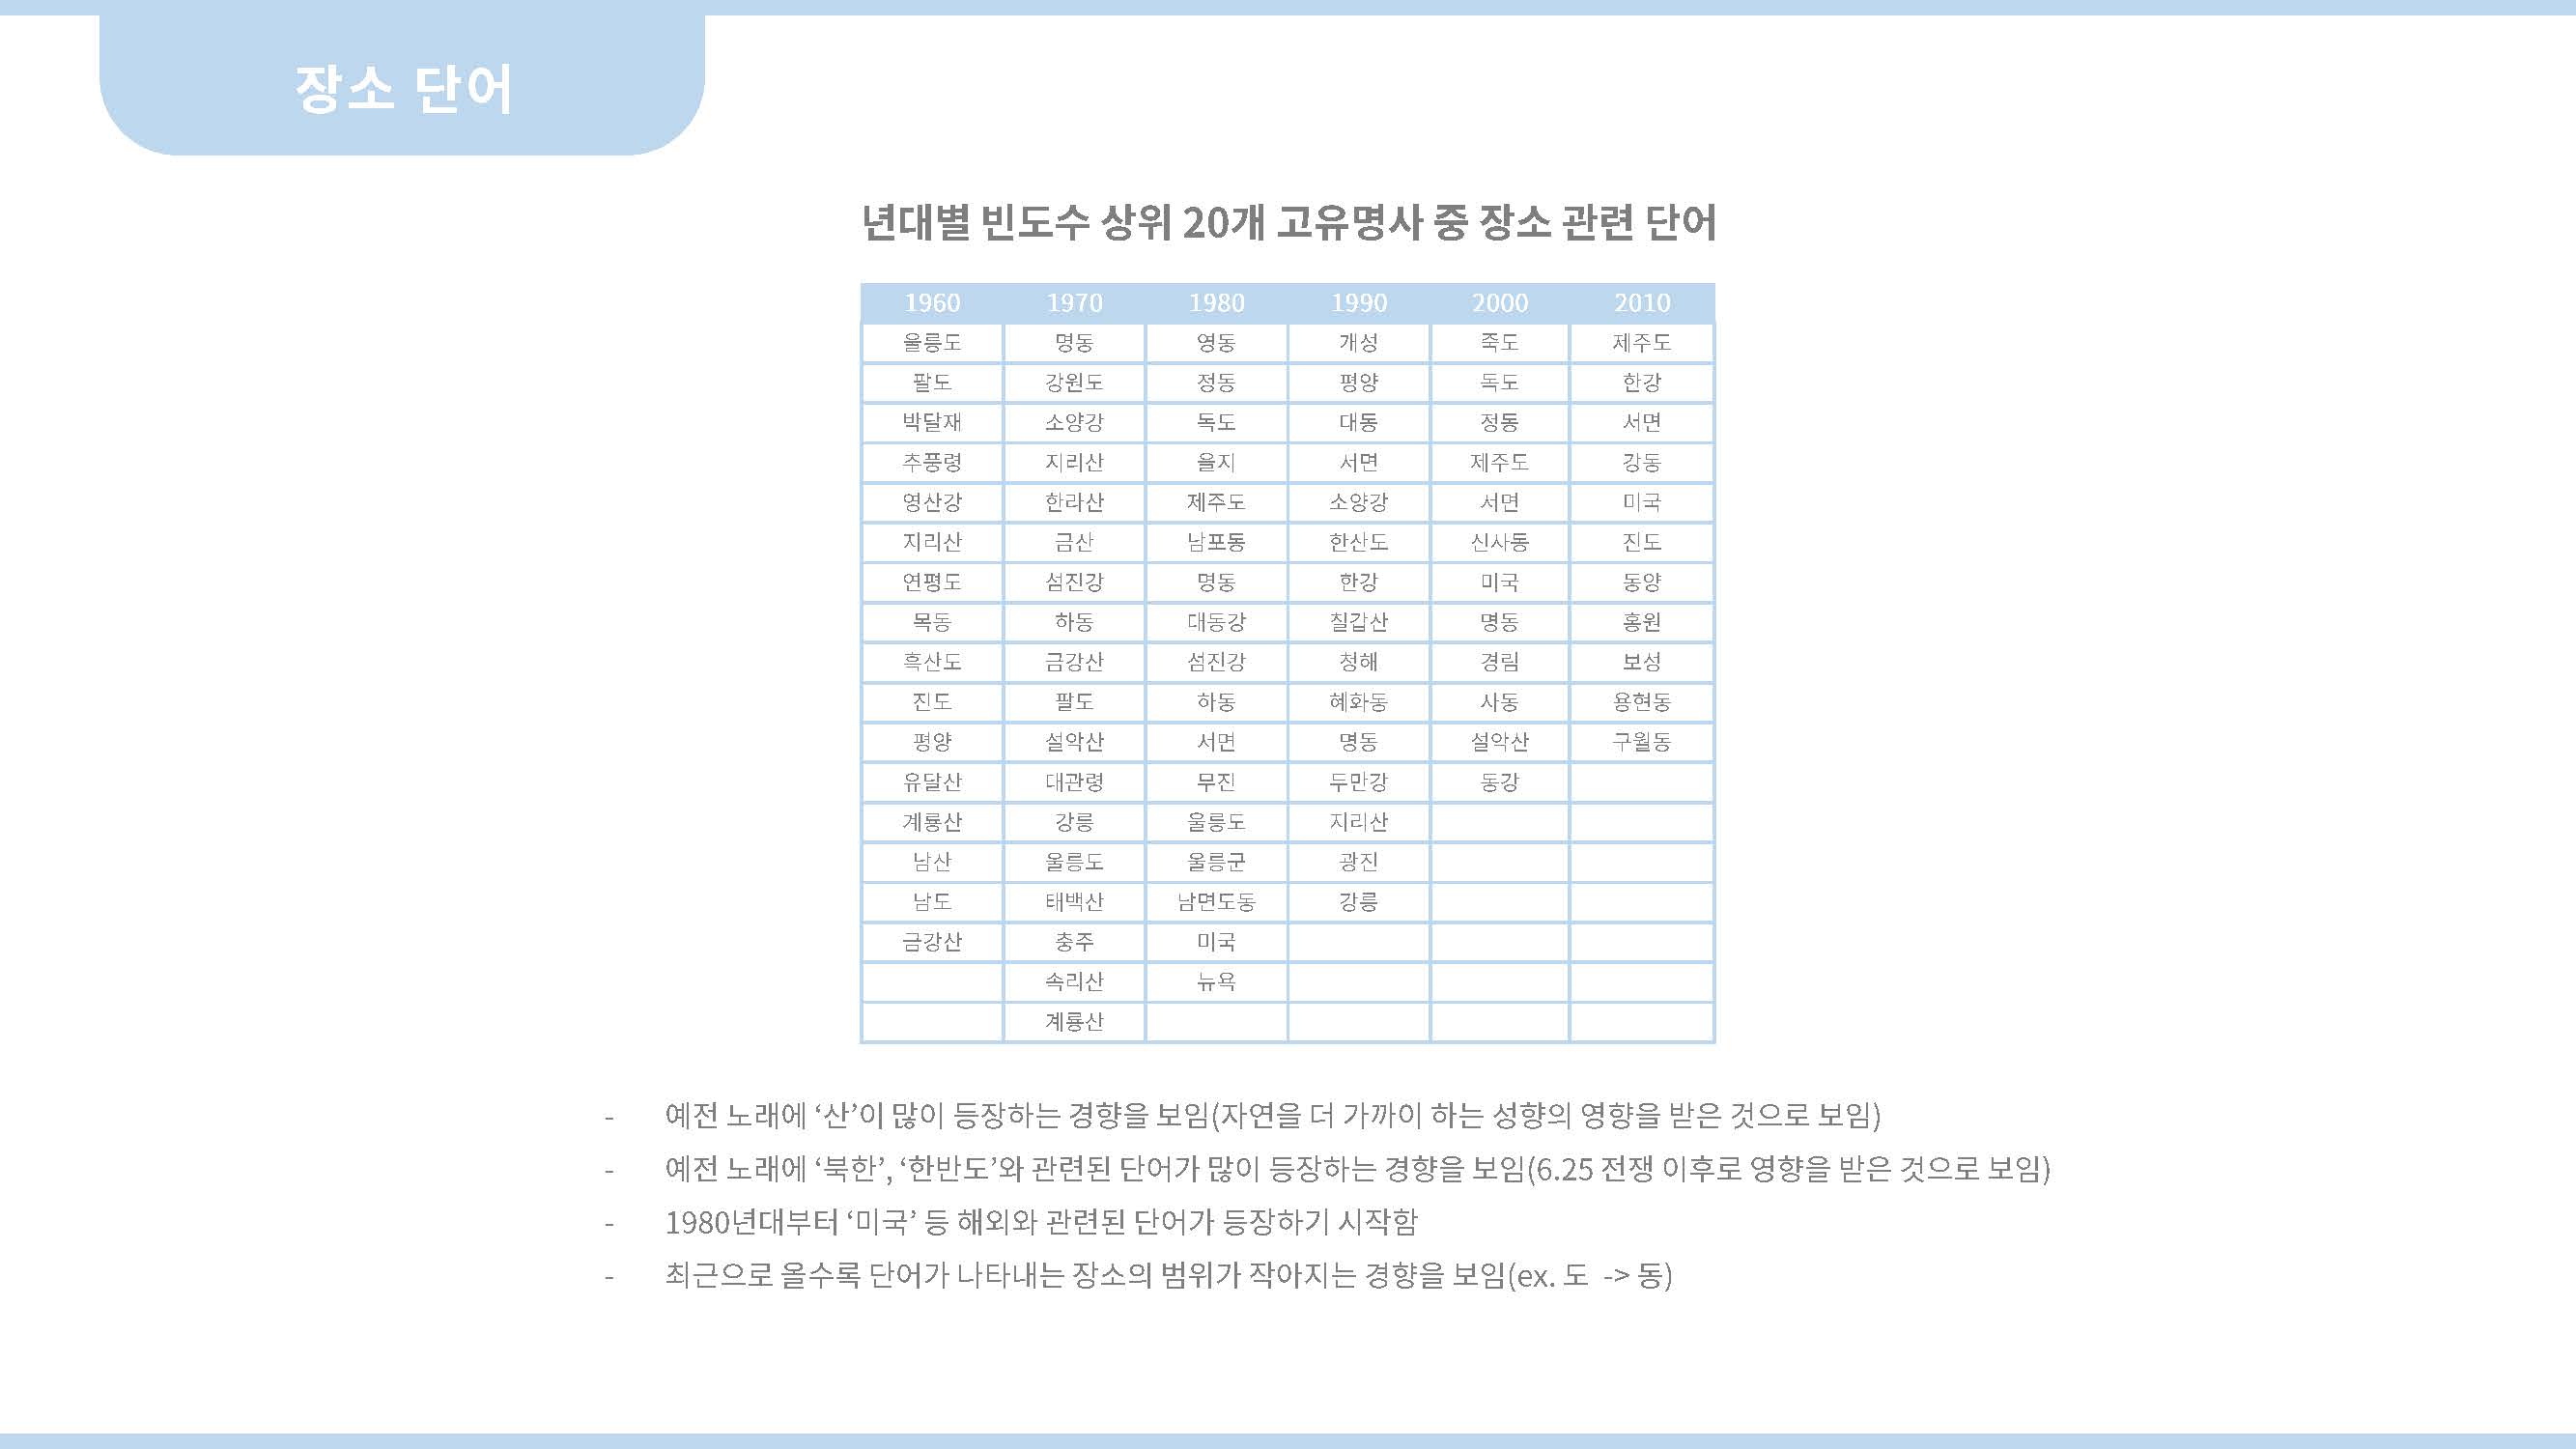 장소 단어
년대별 빈도수 상위 20개 고유명사 중 장소 관련 단어
1960 1970 1980 1990 2000 2010
울릉도 명동 영동 개성 죽도 제주도
팔도 강원도 정동 평양 독도 한강
박달재 소양강 독도 대동 정동 서면
추풍령 지리산 을지 서면 제주도 강동
영산강 한라산 제주도 소양강 서면 미국
지리산 금산 남포동 한산도 신사동 진도
연평도 섬진강 명동 한강 미국 동양
목동 하동 대동강 칠갑산 명동 홍원
흑산도 금강산 섬진강 청해 경림 보성
진도 팔도 하동 혜화동 사동 용현동
평양 설악산 서면 명동 설악산 구월동
유달산 대관령 무진 두만강 동강
계룡산 강릉 울릉도 지리산
남산 울릉도 울릉군 광진
남도 태백산 남면도동 강릉
금강산 충주 미국
속리산 뉴욕
계룡산
- 예전 노래에 ‘산’이 많이 등장하는 경향을 보임(자연을 더 가까이 하는 성향의 영향을 받은 것으로 보임)
- 예전 노래에 ‘북한’, ‘한반도’와 관련된 단어가 많이 등장하는 경향을 보임(6.25 전쟁 이후로 영향을 받은 것으로 보임)
- 1980년대부터 ‘미국’ 등 해외와 관련된 단어가 등장하기 시작함
- 최근으로 올수록 단어가 나타내는 장소의 범위가 작아지는 경향을 보임(ex. 도 -> 동)